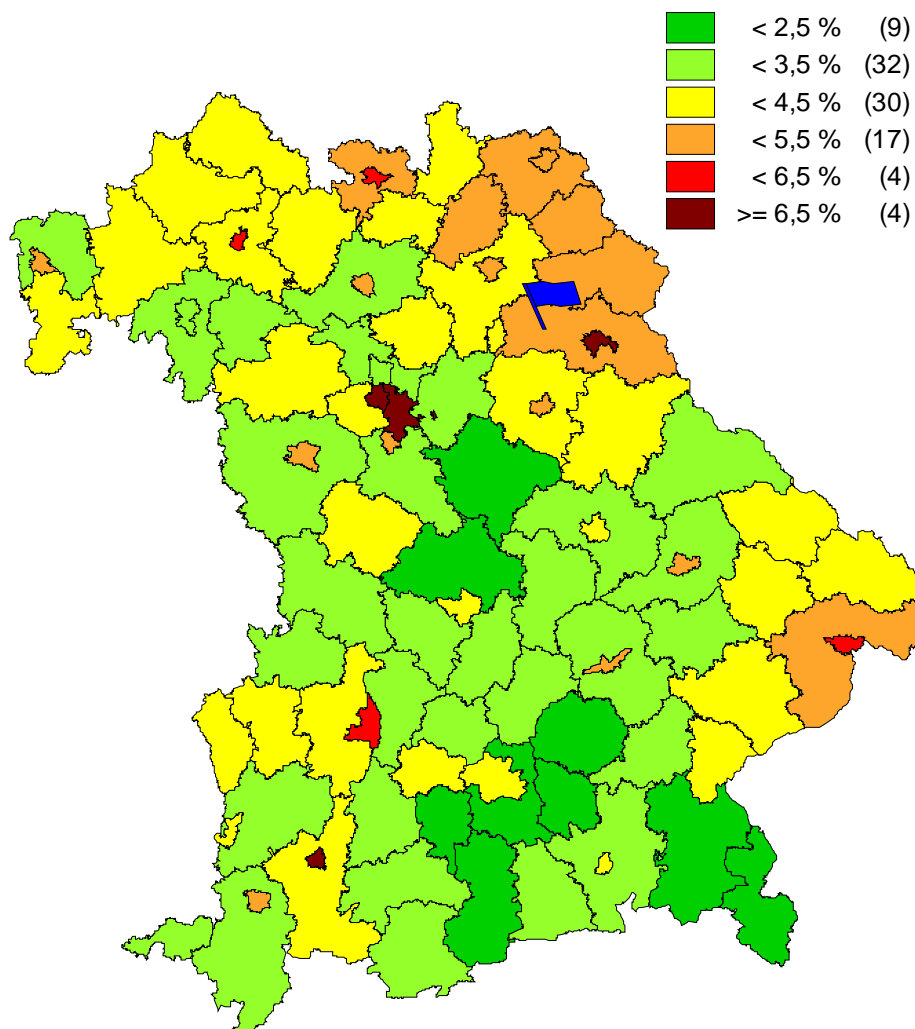 < 2,5 % (9)
< 3,5 % (32)
< 4,5 % (30)
< 5,5 % (17)
< 6,5 % (4)
>= 6,5 % (4)